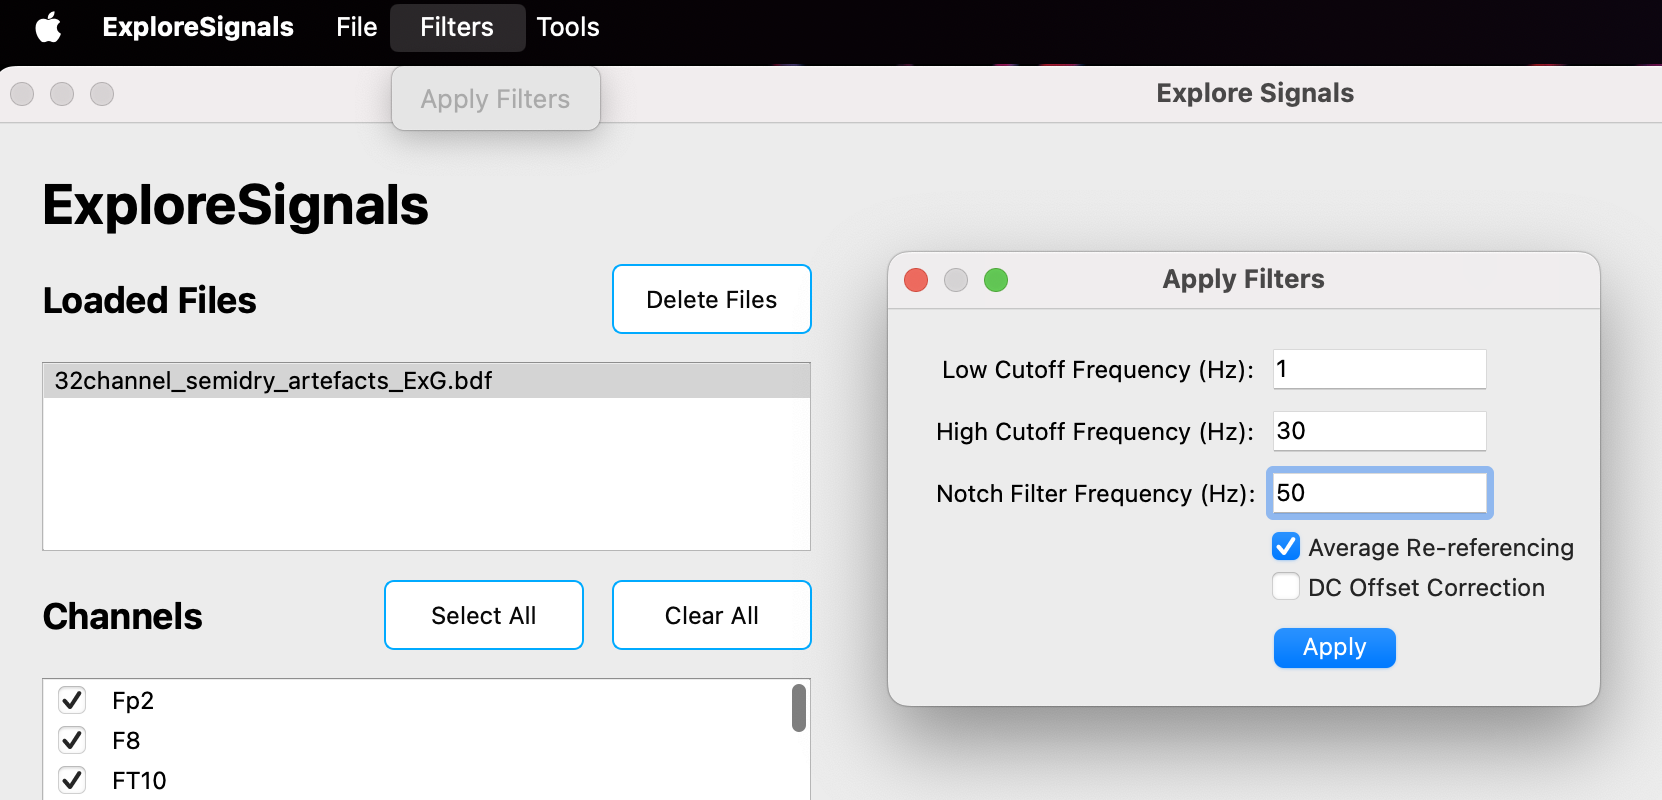 ExploreSignals File Filters Tools
Apply Filters
Explore Signals
ExploreSignals
Loaded Files
Delete Files
32channel_semidry_artefacts_ExG.bdf
Channels
Select All
Clear All
Fp2
F8
FT10
Apply Filters
Low Cutoff Frequency (Hz): 1
High Cutoff Frequency (Hz): 30
Notch Filter Frequency (Hz): 50
Average Re-referencing
DC Offset Correction
Apply